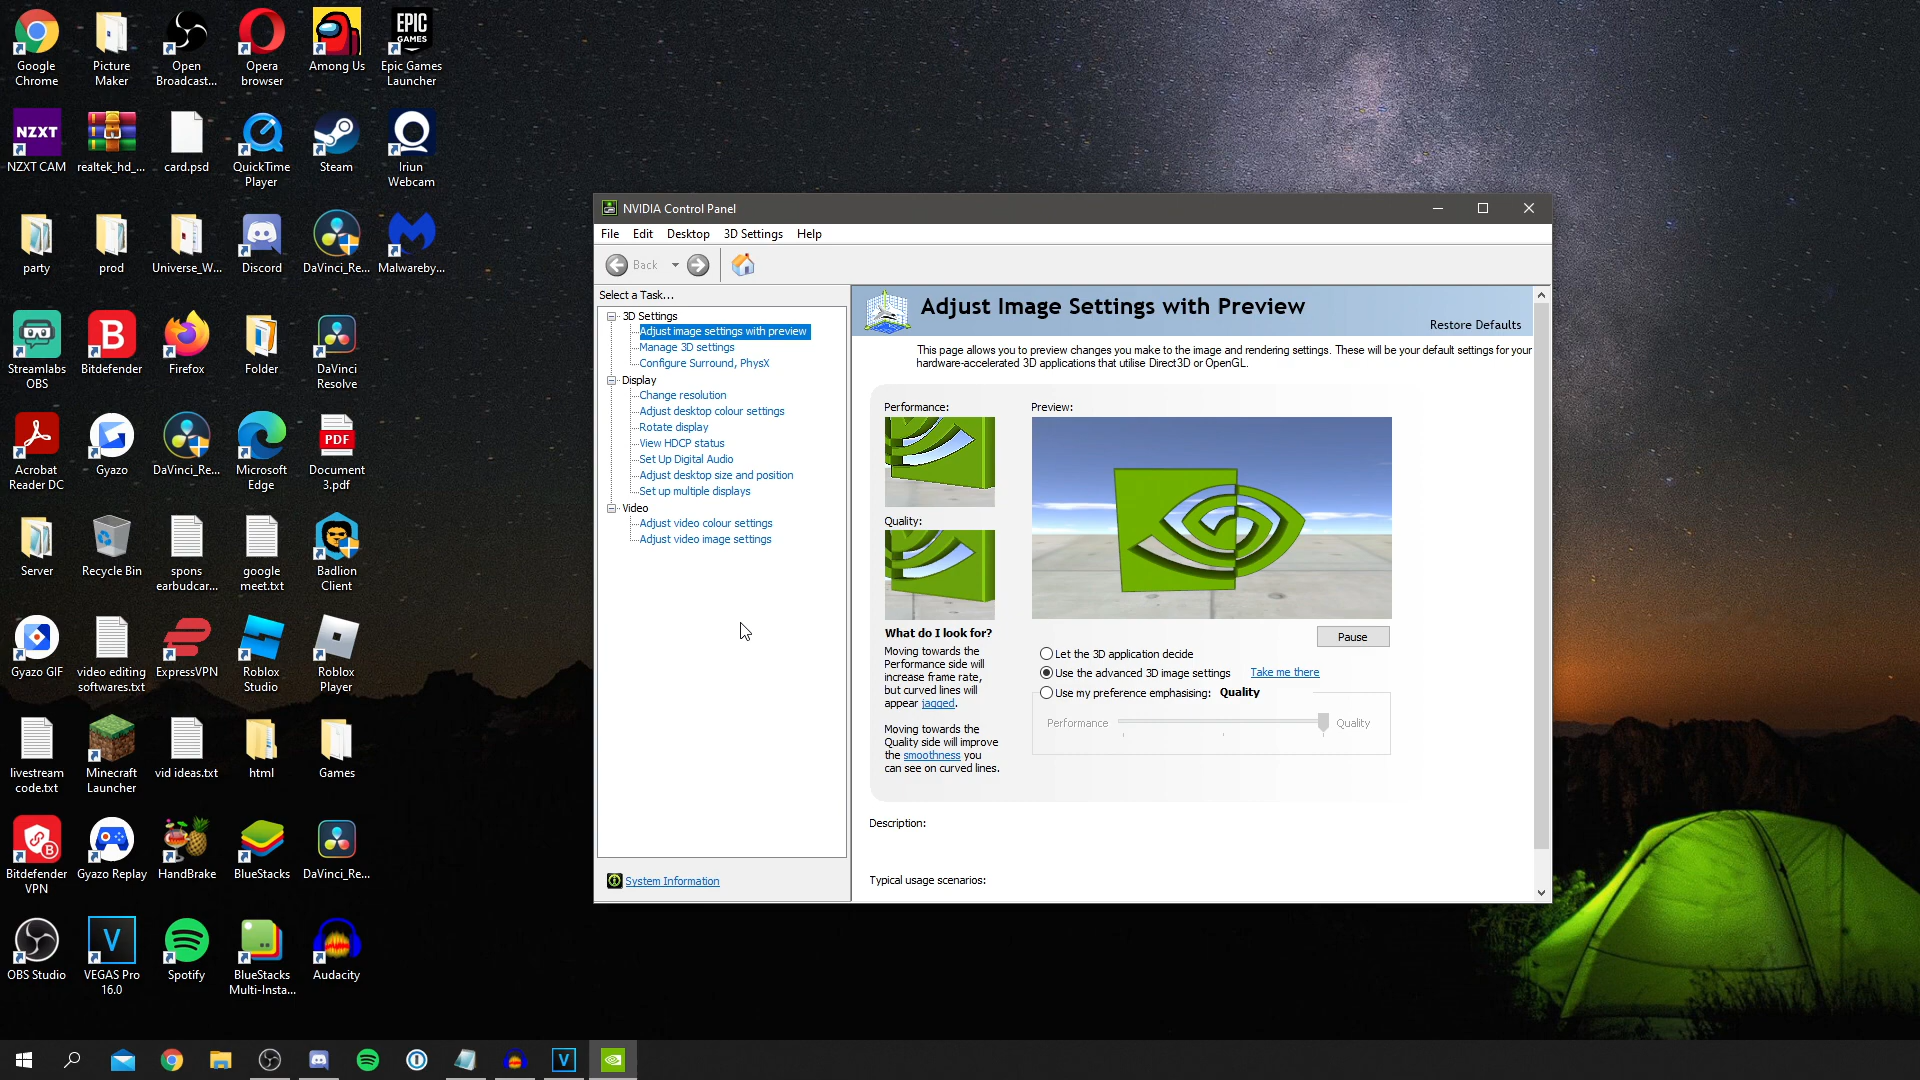 Google
Chrome
Picture
Maker
Open
Broadcast...
Opera
browser
Among Us
EPIC
GAMES
Epic Games
Launcher
NZXT
NZXT CAM
realtek_hd_...
card.psd
QuickTime
Player
Steam
Iriun
Webcam
party
prod
Universe_W...
Discord
DaVinci_Re...
Malwareby...
Streamlabs
OBS
B
Bitdefender
Firefox
Folder
DaVinci
Resolve
Acrobat
Reader DC
Gyazo
DaVinci_Re...
Microsoft
Edge
PDF
Document
3.pdf
Server
Recycle Bin
spons
earbudcar...
google
meet.txt
Badlion
Client
Gyazo GIF
video editing
softwares.txt
ExpressVPN
Roblox
Studio
Roblox
Player
livestream
code.txt
Minecraft
Launcher
vid ideas.txt
html
Games
B
Bitdefender
VPN
Gyazo Replay
HandBrake
BlueStacks
DaVinci_Re...
OBS Studio
V
VEGAS Pro
16.0
Spotify
BlueStacks
Multi-Insta...
Audacity
NVIDIA Control Panel
File Edit Desktop 3D Settings Help
Back
Select a Task...
3D Settings
Adjust image settings with preview
Manage 3D settings
Configure Surround, PhysX
Display
Change resolution
Adjust desktop colour settings
Rotate display
View HDCP status
Set Up Digital Audio
Adjust desktop size and position
Set up multiple displays
Video
Adjust video colour settings
Adjust video image settings
System Information
Adjust Image Settings with Preview
Restore Defaults
This page allows you to preview changes you make to the image and rendering settings. These will be your default settings for your
hardware-accelerated 3D applications that utilise Direct3D or OpenGL.
Performance:
Preview:
Quality:
What do I look for?
Moving towards the
Performance side will
increase frame rate,
but curved lines will
appear jagged.
Moving towards the
Quality side will improve
the smoothness you
can see on curved lines.
Pause
Let the 3D application decide
Use the advanced 3D image settings Take me there
Use my preference emphasising: Quality
Performance Quality
Description:
Typical usage scenarios:
V